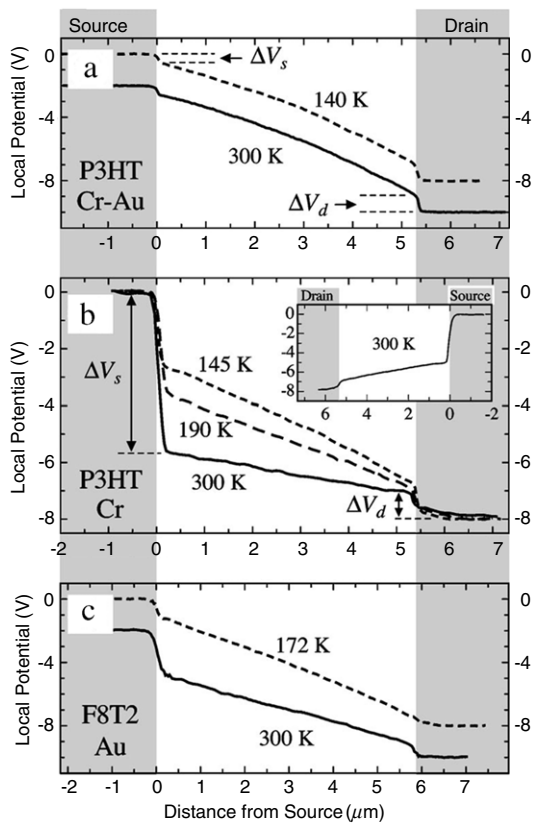 Source Drain
a
Local Potential (V)
0
-4
-8
ΔVs
140 K
300 K
ΔVd
P3HT
Cr-Au
0
-4
-8
-1 0 1 2 3 4 5 6 7
b
Local Potential (V)
0
-2
-4
-6
-8
ΔVs
145 K
190 K
300 K
ΔVd
P3HT
Cr
Drain Source
300 K
0
-2
-4
-6
-8
6 4 2 0 -2
0
-2
-4
-6
-8
-2 -1 0 1 2 3 4 5 6 7
c
Local Potential (V)
0
-4
-8
172 K
300 K
F8T2
Au
0
-4
-8
-2 -1 0 1 2 3 4 5 6 7
Distance from Source (μm)